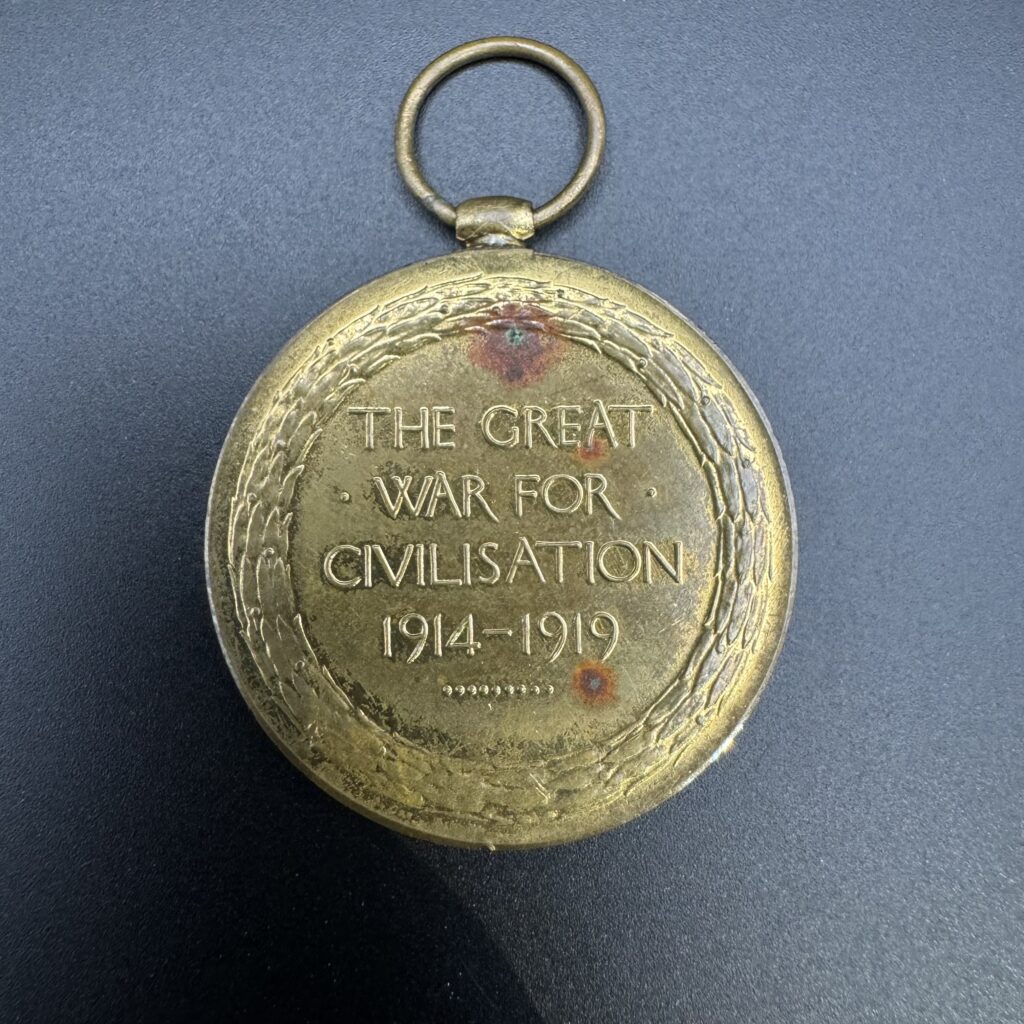 THE GREAT
· WAR FOR ·
CIVILISATION
1914-1919